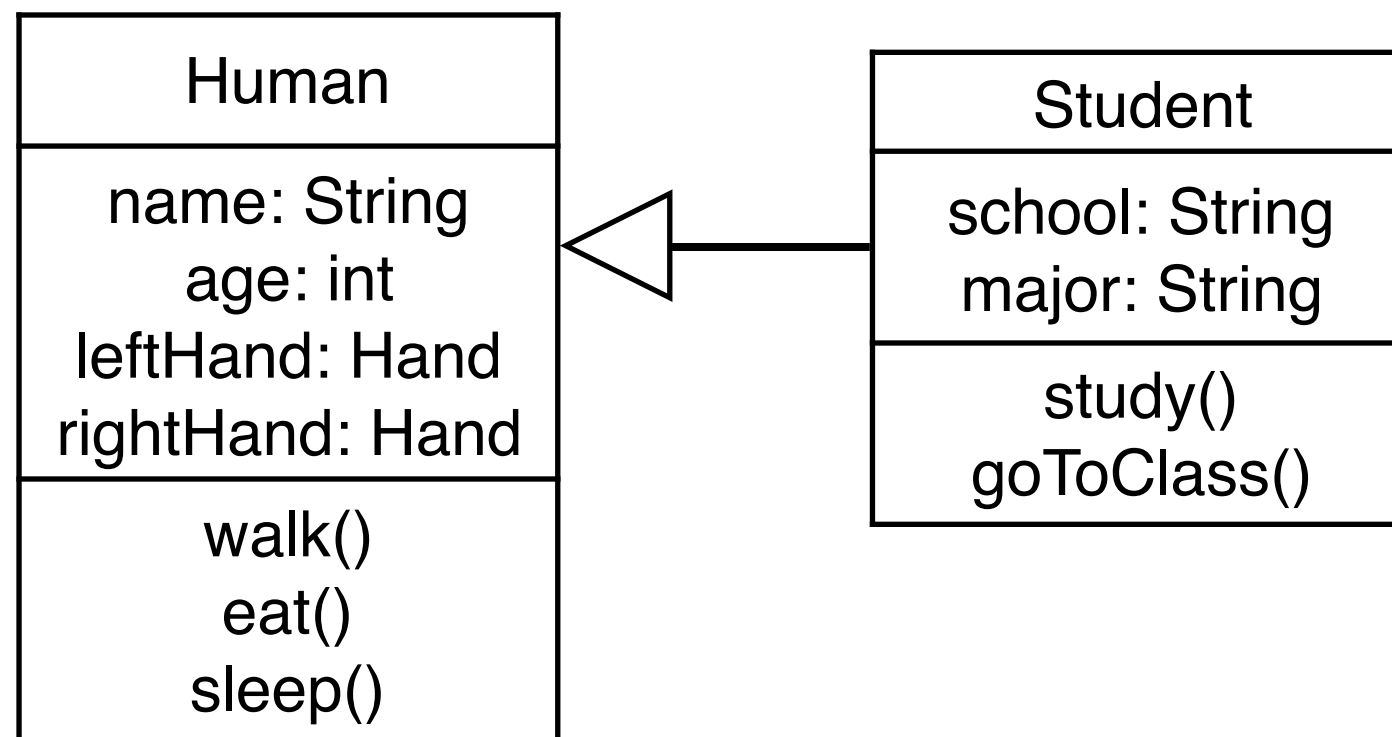 Human
name: String
age: int
leftHand: Hand
rightHand: Hand
walk()
eat()
sleep()
Student
school: String
major: String
study()
goToClass()